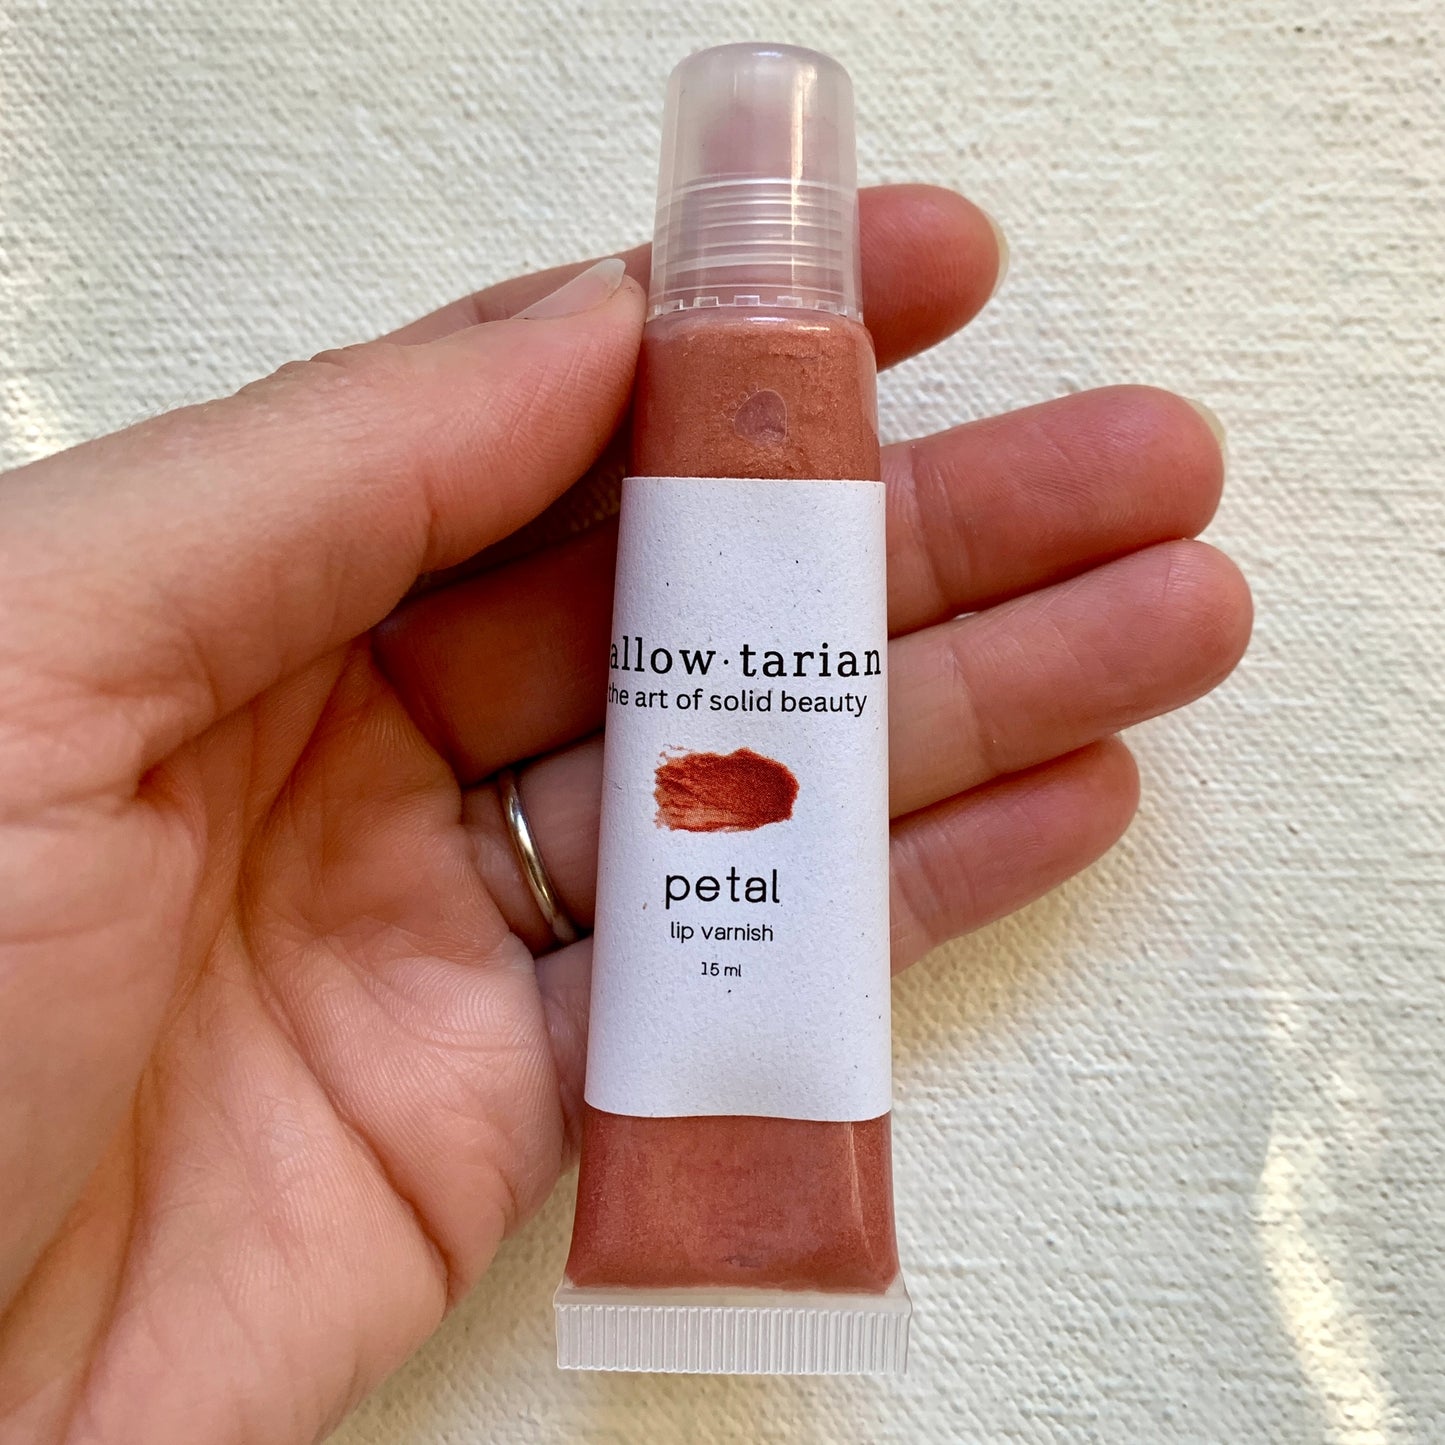 allow·tarian
the art of solid beauty
petal
lip varnish
15 ml